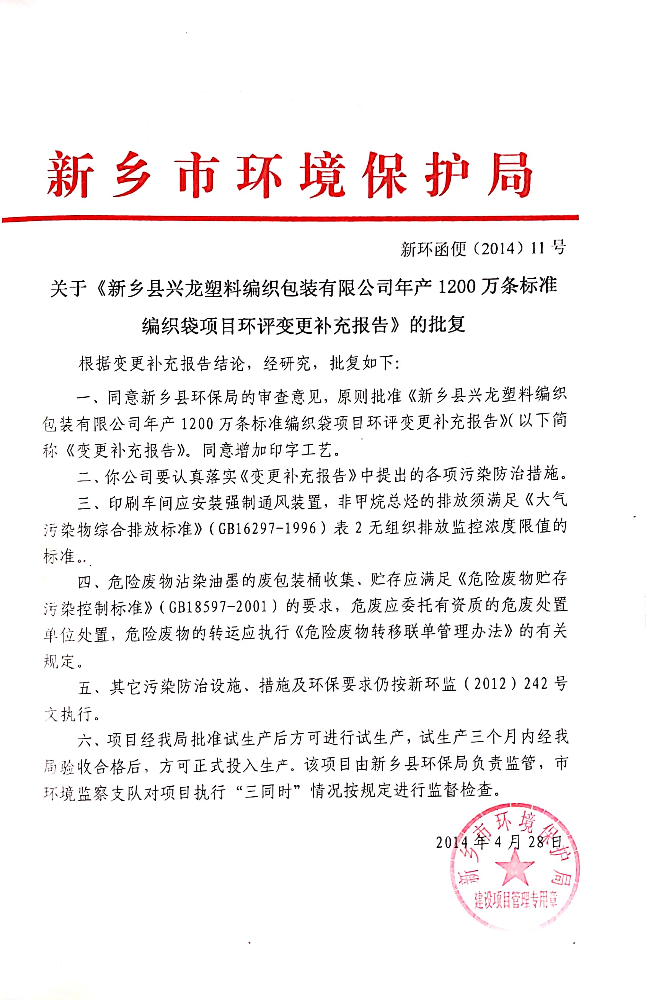 新乡市环境保护局
新环函便（2014）11 号
关于《新乡县兴龙塑料编织包装有限公司年产 1200 万条标准
编织袋项目环评变更补充报告》的批复
根据变更补充报告结论，经研究，批复如下：
一、同意新乡县环保局的审查意见，原则批准《新乡县兴龙塑料编织
包装有限公司年产 1200 万条标准编织袋项目环评变更补充报告》（以下简
称《变更补充报告》。同意增加印字工艺。
二、你公司要认真落实《变更补充报告》中提出的各项污染防治措施。
三、印刷车间应安装强制通风装置，非甲烷总烃的排放须满足《大气
污染物综合排放标准》（GB16297-1996）表 2 无组织排放监控浓度限值的
标准。.
四、危险废物沾染油墨的废包装桶收集、贮存应满足《危险废物贮存
污染控制标准》（GB18597-2001）的要求，危废应委托有资质的危废处置
单位处置，危险废物的转运应执行《危险废物转移联单管理办法》的有关
规定。
五、其它污染防治设施、措施及环保要求仍按新环监（2012）242 号
文执行。
六、项目经我局批准试生产后方可进行试生产，试生产三个月内经我
局验收合格后，方可正式投入生产。该项目由新乡县环保局负责监管，市
环境监察支队对项目执行“三同时”情况按规定进行监督检查。
2014 年 4 月 28 日
新乡市环境保护局
建设项目管理专用章